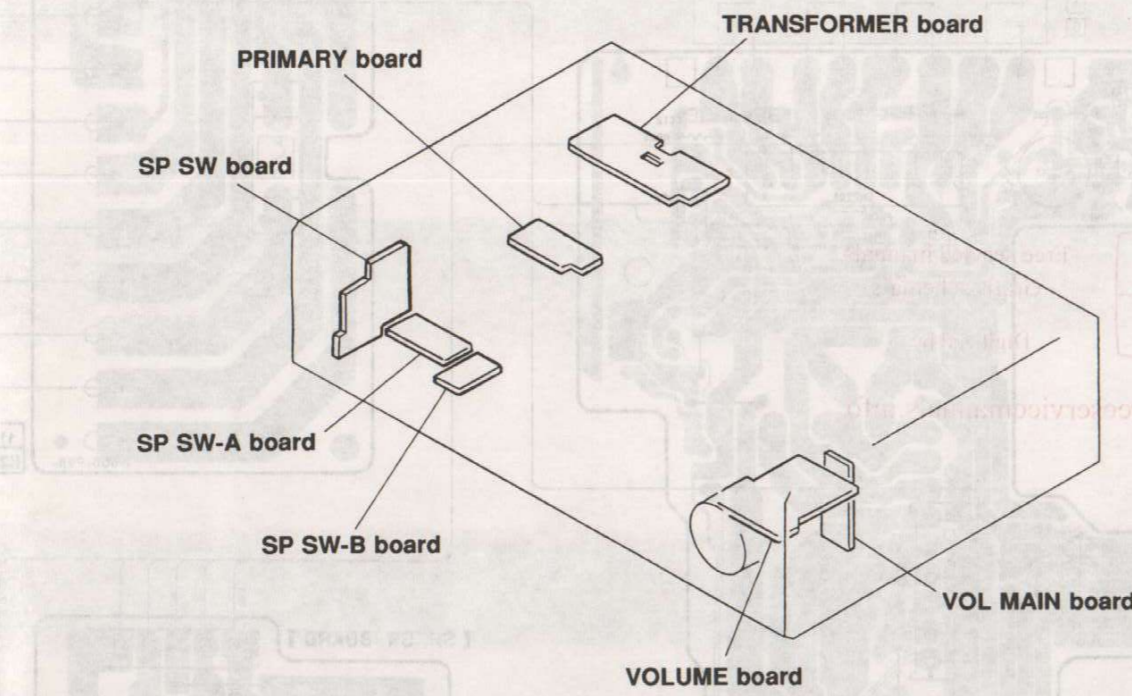 TRANSFORMER board
PRIMARY board
SP SW board
SP SW-A board
SP SW-B board
VOL MAIN board
VOLUME board